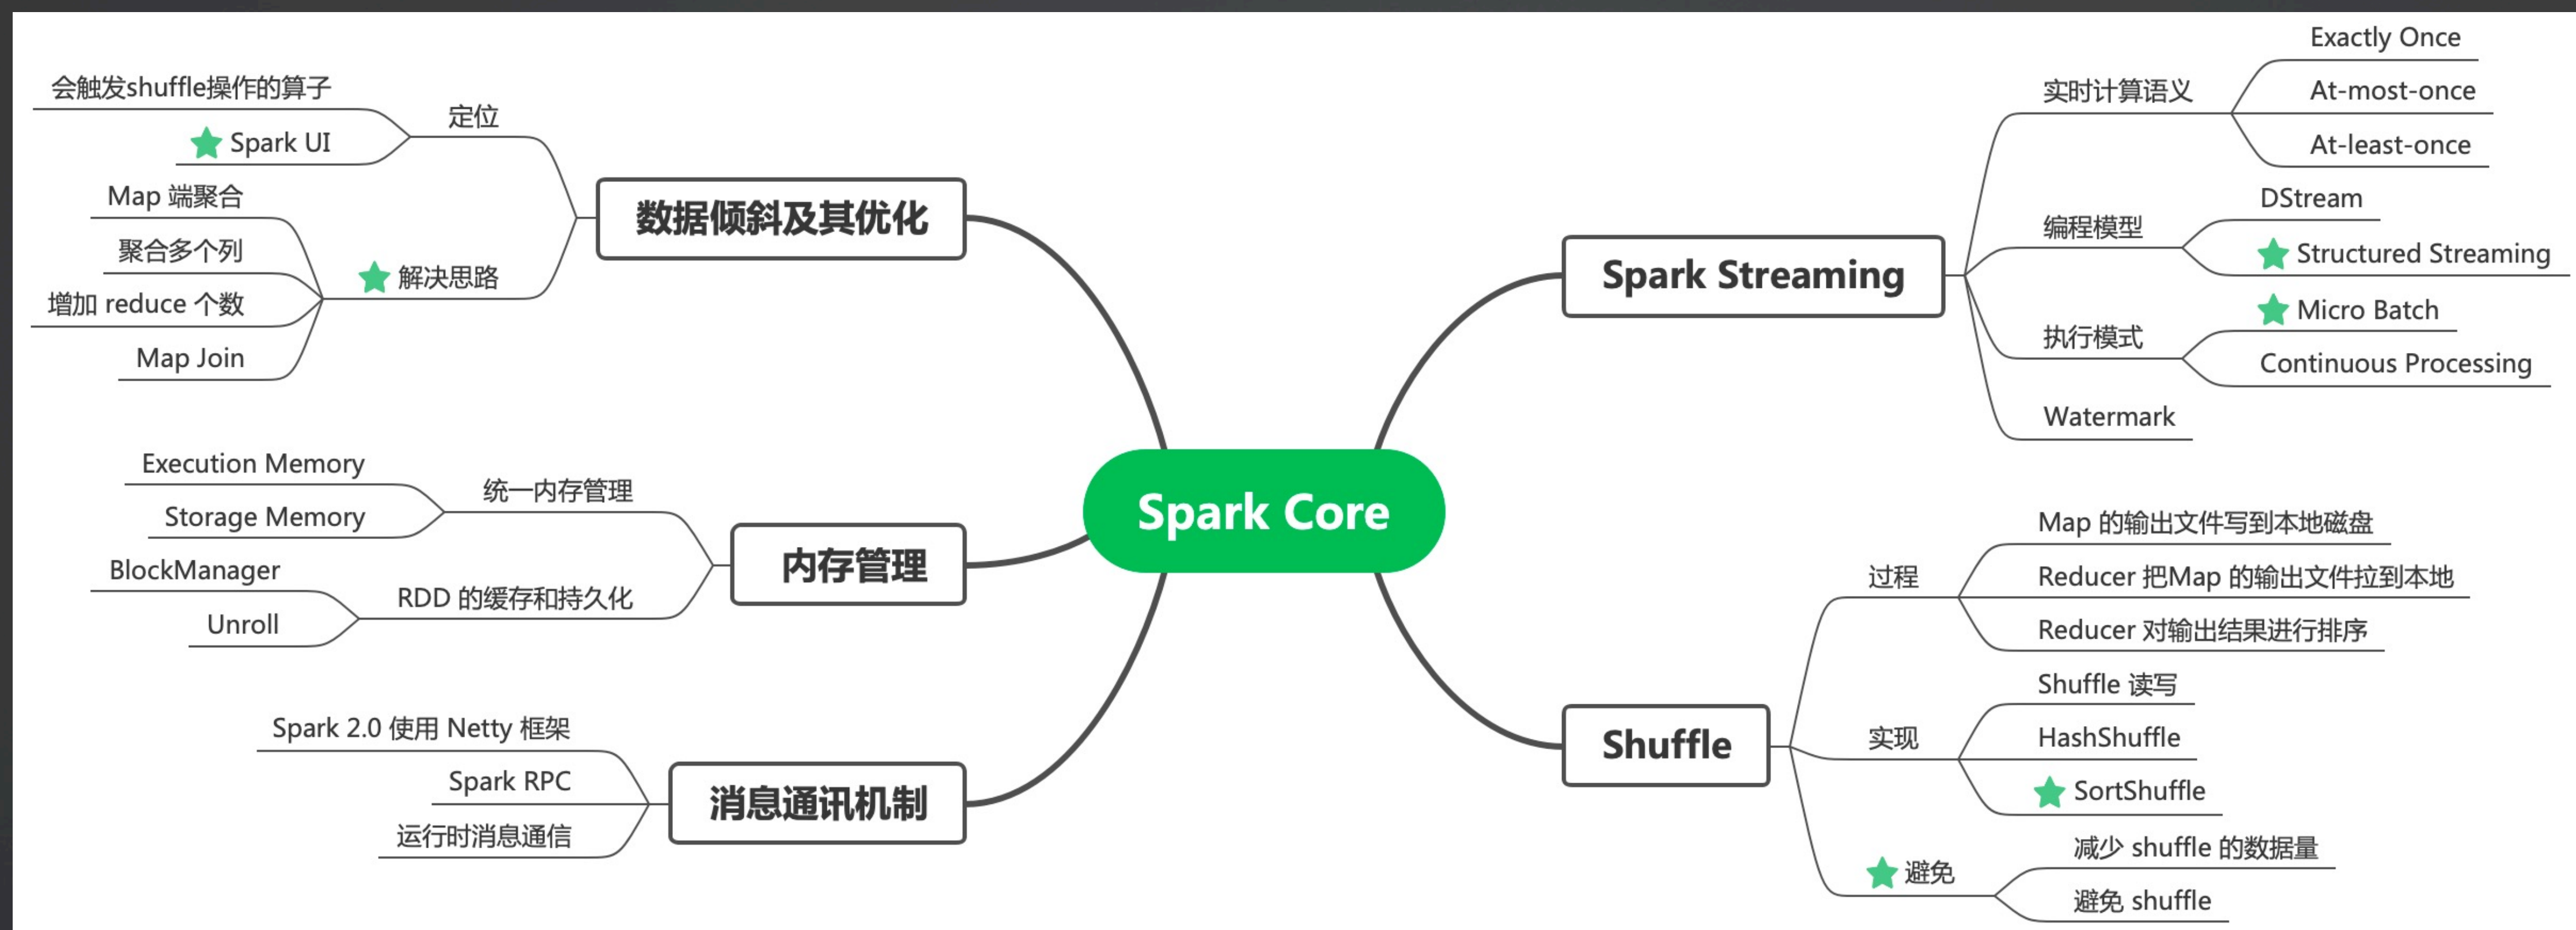 Spark Core
数据倾斜及其优化
定位
会触发shuffle操作的算子
Spark UI
解决思路
Map 端聚合
聚合多个列
增加 reduce 个数
Map Join
内存管理
统一内存管理
Execution Memory
Storage Memory
RDD 的缓存和持久化
BlockManager
Unroll
消息通讯机制
Spark 2.0 使用 Netty 框架
Spark RPC
运行时消息通信
Spark Streaming
实时计算语义
Exactly Once
At-most-once
At-least-once
编程模型
DStream
Structured Streaming
执行模式
Micro Batch
Continuous Processing
Watermark
Shuffle
过程
Map 的输出文件写到本地磁盘
Reducer 把Map 的输出文件拉到本地
Reducer 对输出结果进行排序
实现
Shuffle 读写
HashShuffle
SortShuffle
避免
减少 shuffle 的数据量
避免 shuffle